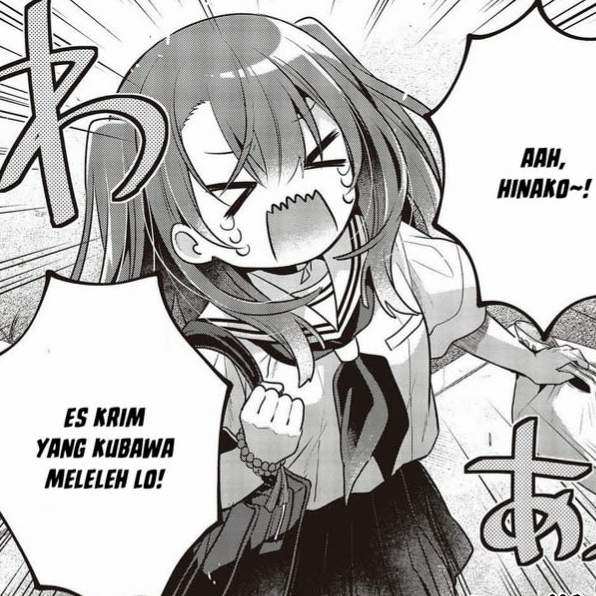 わ
AAH,
HINAKO~!
ES KRIM
YANG KUBAWA
MELELEH LO!
あ